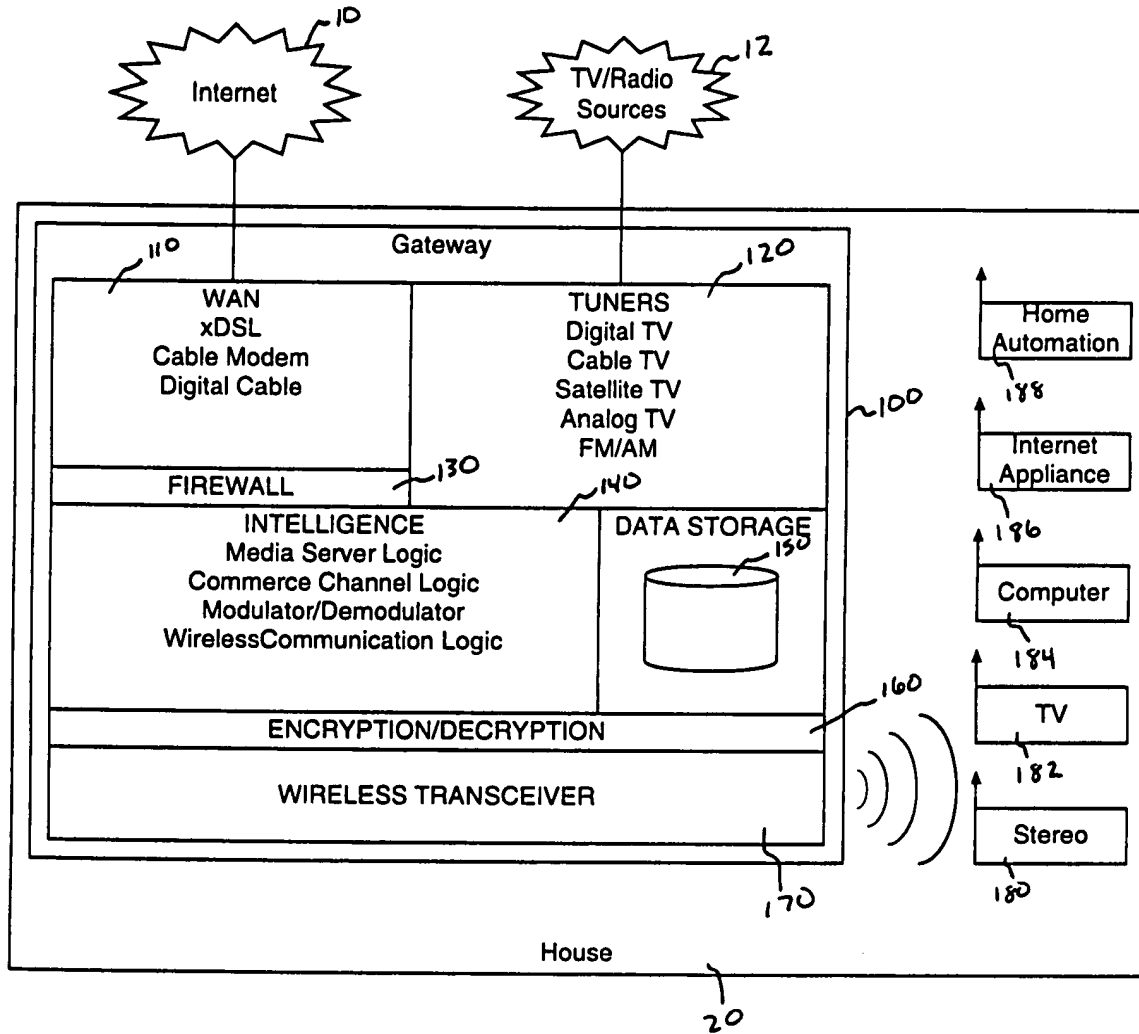 10
Internet
12
TV/Radio
Sources
Gateway
110
WAN
xDSL
Cable Modem
Digital Cable
120
TUNERS
Digital TV
Cable TV
Satellite TV
Analog TV
FM/AM
100
130
FIREWALL
140
INTELLIGENCE
Media Server Logic
Commerce Channel Logic
Modulator/Demodulator
WirelessCommunication Logic
DATA STORAGE
150
160
ENCRYPTION/DECRYPTION
WIRELESS TRANSCEIVER
170
Home
Automation
188
Internet
Appliance
186
Computer
184
TV
182
Stereo
180
House
20